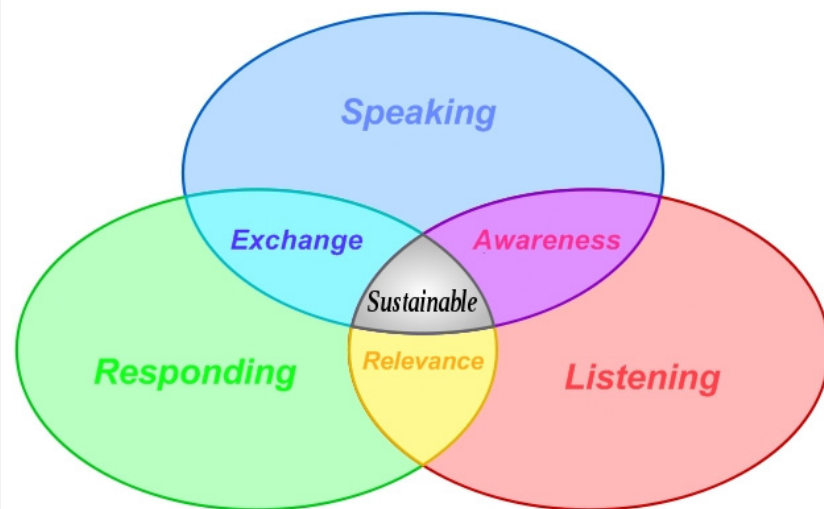 Speaking
Exchange
Awareness
Sustainable
Responding
Relevance
Listening